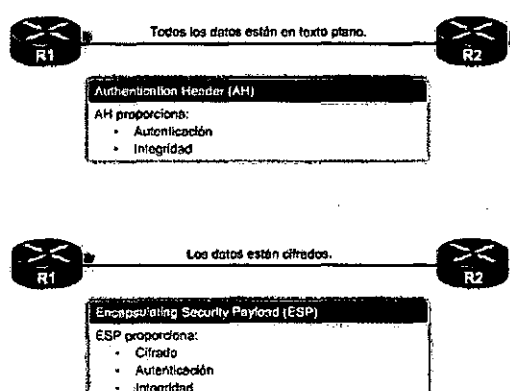 Todos los datos están en texto plano.
R1
R2
Authentication Header (AH)
AH proporciona:
• Autenticación
• Integridad
Los datos están cifrados.
R1
R2
Encapsulating Security Payload (ESP)
ESP proporciona:
• Cifrado
• Autenticación
• Integridad